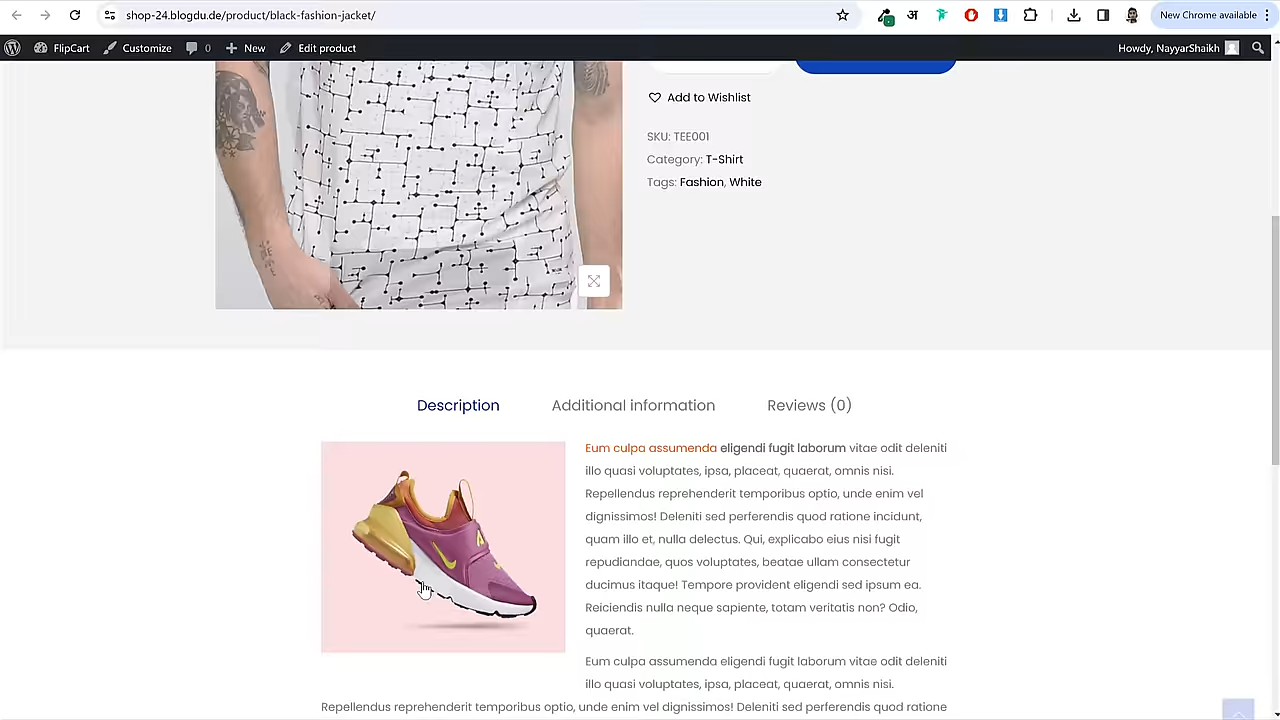 shop-24.blogdu.de/product/black-fashion-jacket/
अ
New Chrome available
FlipCart
Customize
0
New
Edit product
Howdy, NayyarShaikh
Add to Wishlist
SKU: TEE001
Category: T-Shirt
Tags: Fashion, White
Description
Additional information
Reviews (0)
Eum culpa assumenda eligendi fugit laborum vitae odit deleniti
illo quasi voluptates, ipsa, placeat, quaerat, omnis nisi.
Repellendus reprehenderit temporibus optio, unde enim vel
dignissimos! Deleniti sed perferendis quod ratione incidunt,
quam illo et, nulla delectus. Qui, explicabo eius nisi fugit
repudiandae, quos voluptates, beatae ullam consectetur
ducimus itaque! Tempore provident eligendi sed ipsum ea.
Reiciendis nulla neque sapiente, totam veritatis non? Odio,
quaerat.
Eum culpa assumenda eligendi fugit laborum vitae odit deleniti
illo quasi voluptates, ipsa, placeat, quaerat, omnis nisi.
Repellendus reprehenderit temporibus optio, unde enim vel dignissimos! Deleniti sed perferendis quod ratione